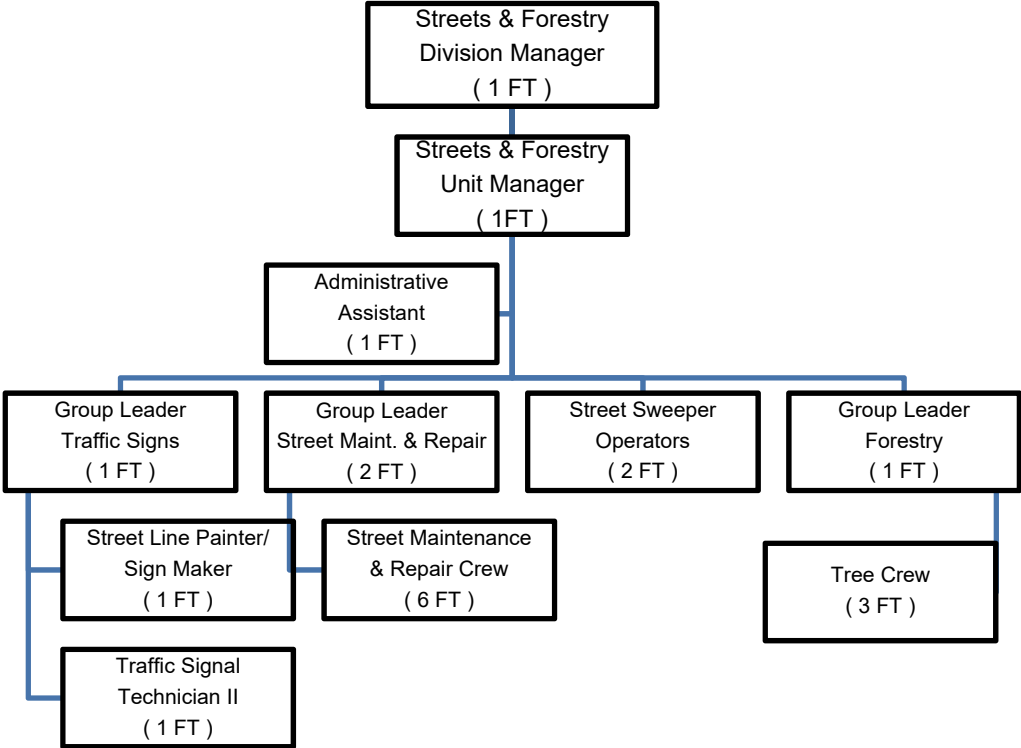 Streets & Forestry
Division Manager
( 1 FT )
Streets & Forestry
Unit Manager
( 1FT )
Administrative
Assistant
( 1 FT )
Group Leader
Traffic Signs
( 1 FT )
Group Leader
Street Maint. & Repair
( 2 FT )
Street Sweeper
Operators
( 2 FT )
Group Leader
Forestry
( 1 FT )
Street Line Painter/
Sign Maker
( 1 FT )
Street Maintenance
& Repair Crew
( 6 FT )
Tree Crew
( 3 FT )
Traffic Signal
Technician II
( 1 FT )